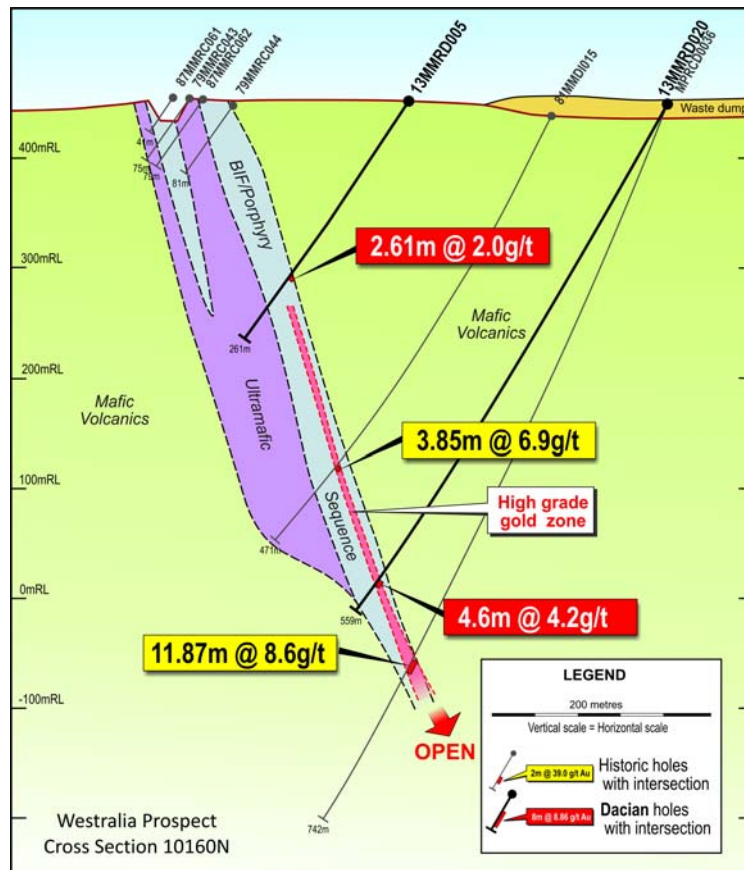 87MMRC061
79MMRC043
87MMRC062
79MMRC044
13MMRD005
81MMDI015
13MMRD020
MPRCD0036
Waste dump
400mRL
300mRL
200mRL
100mRL
0mRL
-100mRL
41m
75m
79m
81m
BIF/Porphyry
2.61m @ 2.0g/t
261m
Mafic
Volcanics
Mafic
Volcanics
Ultramafic
3.85m @ 6.9g/t
Sequence
High grade
gold zone
471m
559m
4.6m @ 4.2g/t
11.87m @ 8.6g/t
OPEN
742m
Westralia Prospect
Cross Section 10160N
LEGEND
200 metres
Vertical scale = Horizontal scale
2m @ 39.0 g/t Au
Historic holes
with intersection
8m @ 8.86 g/t Au
Dacian holes
with intersection